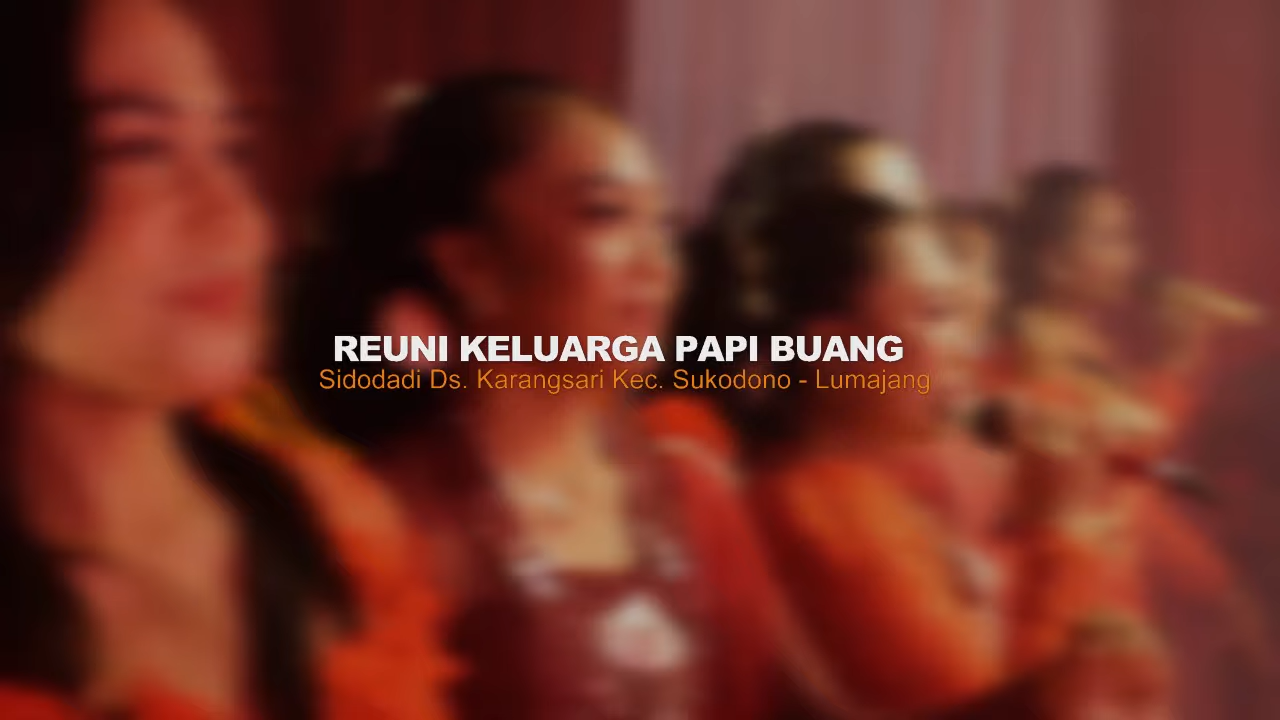 REUNI KELUARGA PAPI BUANG
Sidodadi Ds. Karangsari Kec. Sukodono - Lumajang